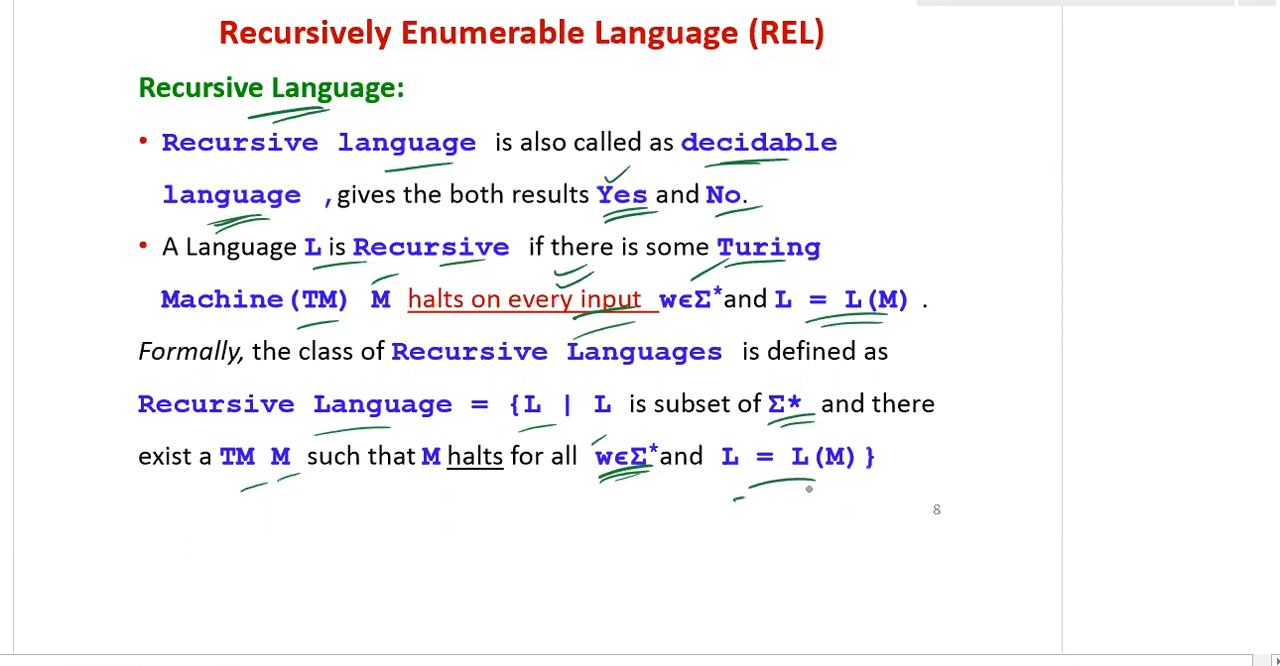 Recursively Enumerable Language (REL)
Recursive Language:
• Recursive language is also called as decidable
language , gives the both results Yes and No.
• A Language L is Recursive if there is some Turing
Machine(TM) M halts on every input wϵΣ* and L = L(M) .
Formally, the class of Recursive Languages is defined as
Recursive Language = {L | L is subset of Σ* and there
exist a TM M such that M halts for all wϵΣ* and L = L(M) }
8